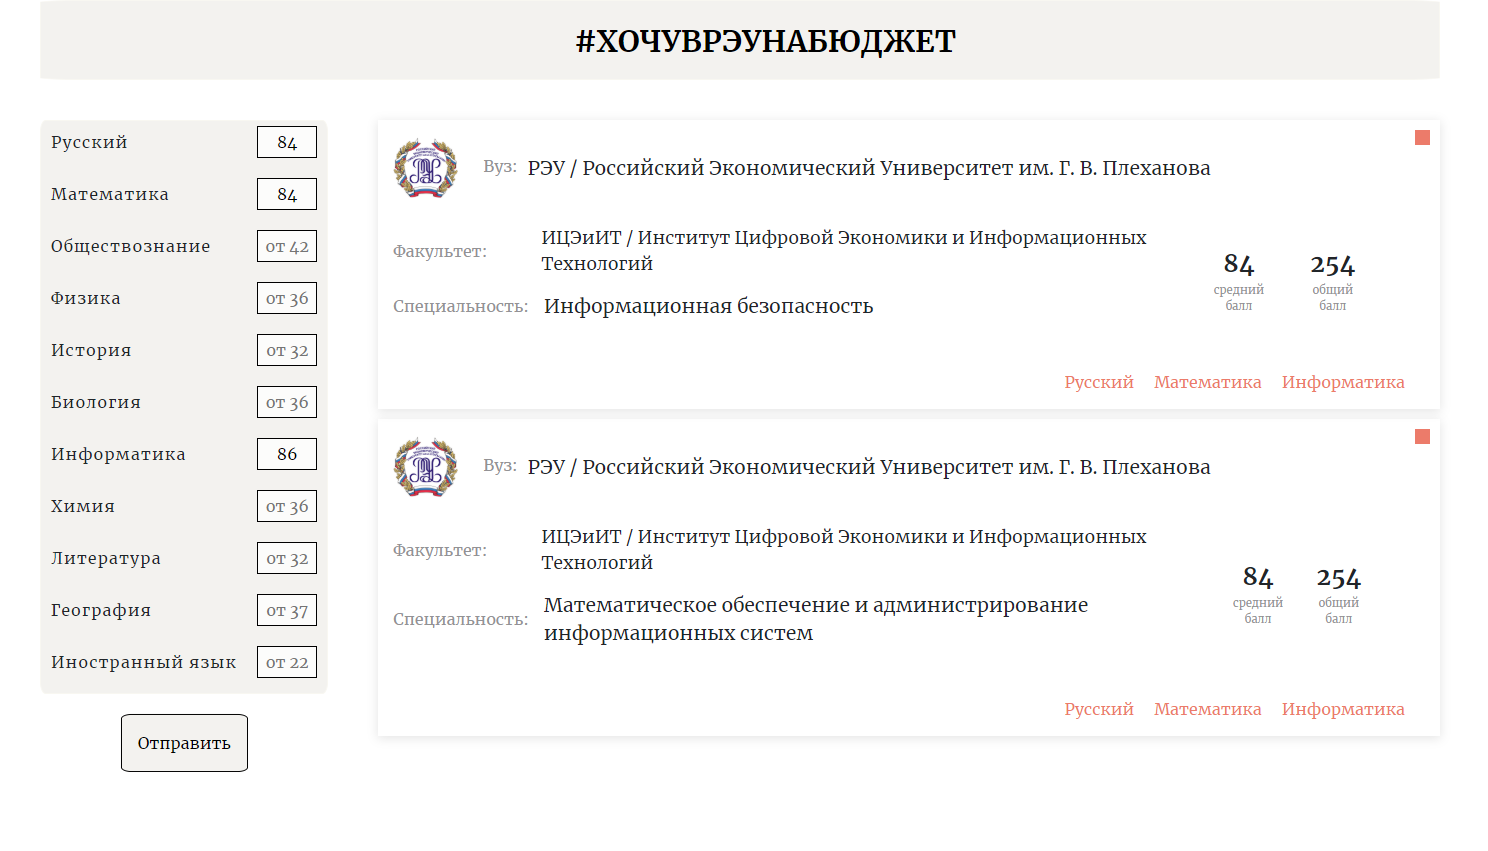 #ХОЧУВРЭУНАБЮДЖЕТ
Русский 84
Математика 84
Обществознание от 42
Физика от 36
История от 32
Биология от 36
Информатика 86
Химия от 36
Литература от 32
География от 37
Иностранный язык от 22
Отправить
Вуз: РЭУ / Российский Экономический Университет им. Г. В. Плеханова
Факультет: ИЦЭиИТ / Институт Цифровой Экономики и Информационных
Технологий
Специальность: Информационная безопасность
84 254
средний общий
балл балл
Русский Математика Информатика
Вуз: РЭУ / Российский Экономический Университет им. Г. В. Плеханова
Факультет: ИЦЭиИТ / Институт Цифровой Экономики и Информационных
Технологий
Специальность: Математическое обеспечение и администрирование
информационных систем
84 254
средний общий
балл балл
Русский Математика Информатика